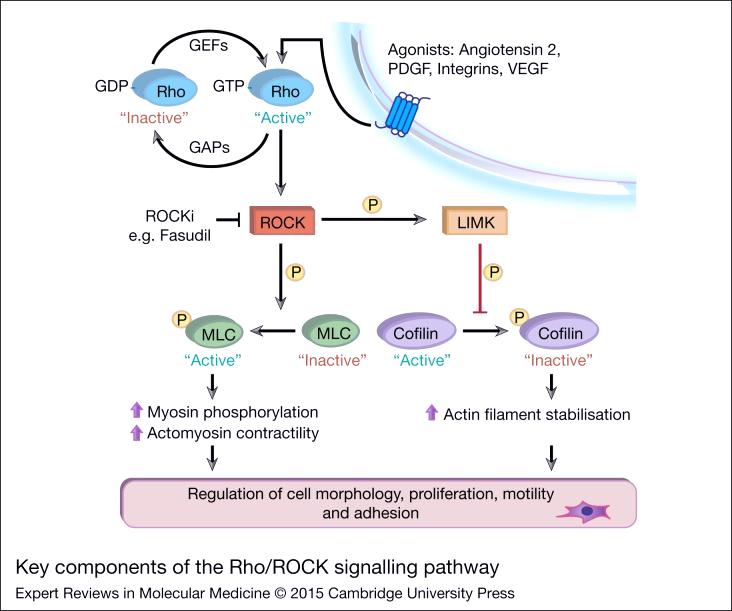 GEFs
Agonists: Angiotensin 2,
PDGF, Integrins, VEGF
GDP
Rho
GTP
Rho
“Inactive”
“Active”
GAPs
ROCKi
e.g. Fasudil
ROCK
P
LIMK
P
P
P
MLC
MLC
Cofilin
P
Cofilin
“Active”
“Inactive”
“Active”
“Inactive”
Myosin phosphorylation
Actomyosin contractility
Actin filament stabilisation
Regulation of cell morphology, proliferation, motility
and adhesion
Key components of the Rho/ROCK signalling pathway
Expert Reviews in Molecular Medicine © 2015 Cambridge University Press